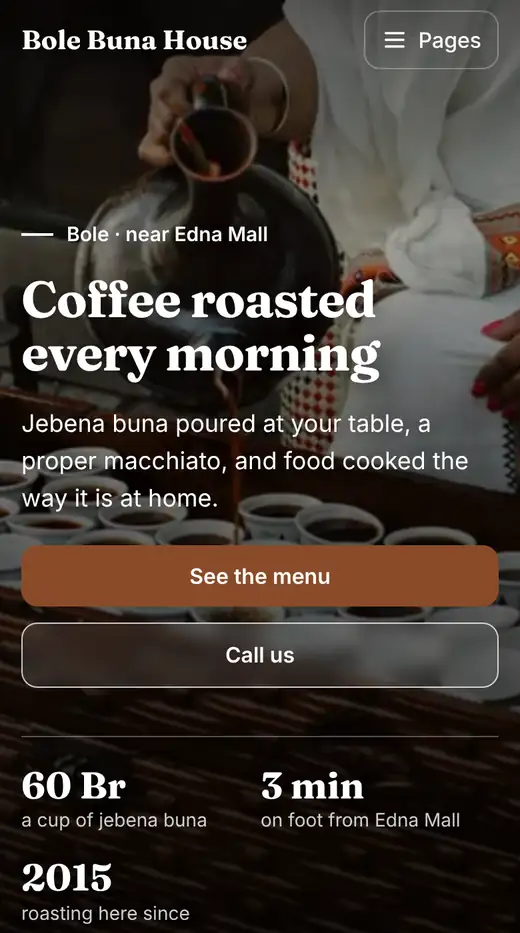 Bole Buna House
Pages
Bole · near Edna Mall
Coffee roasted
every morning
Jebena buna poured at your table, a
proper macchiato, and food cooked the
way it is at home.
See the menu
Call us
60 Br
a cup of jebena buna
3 min
on foot from Edna Mall
2015
roasting here since